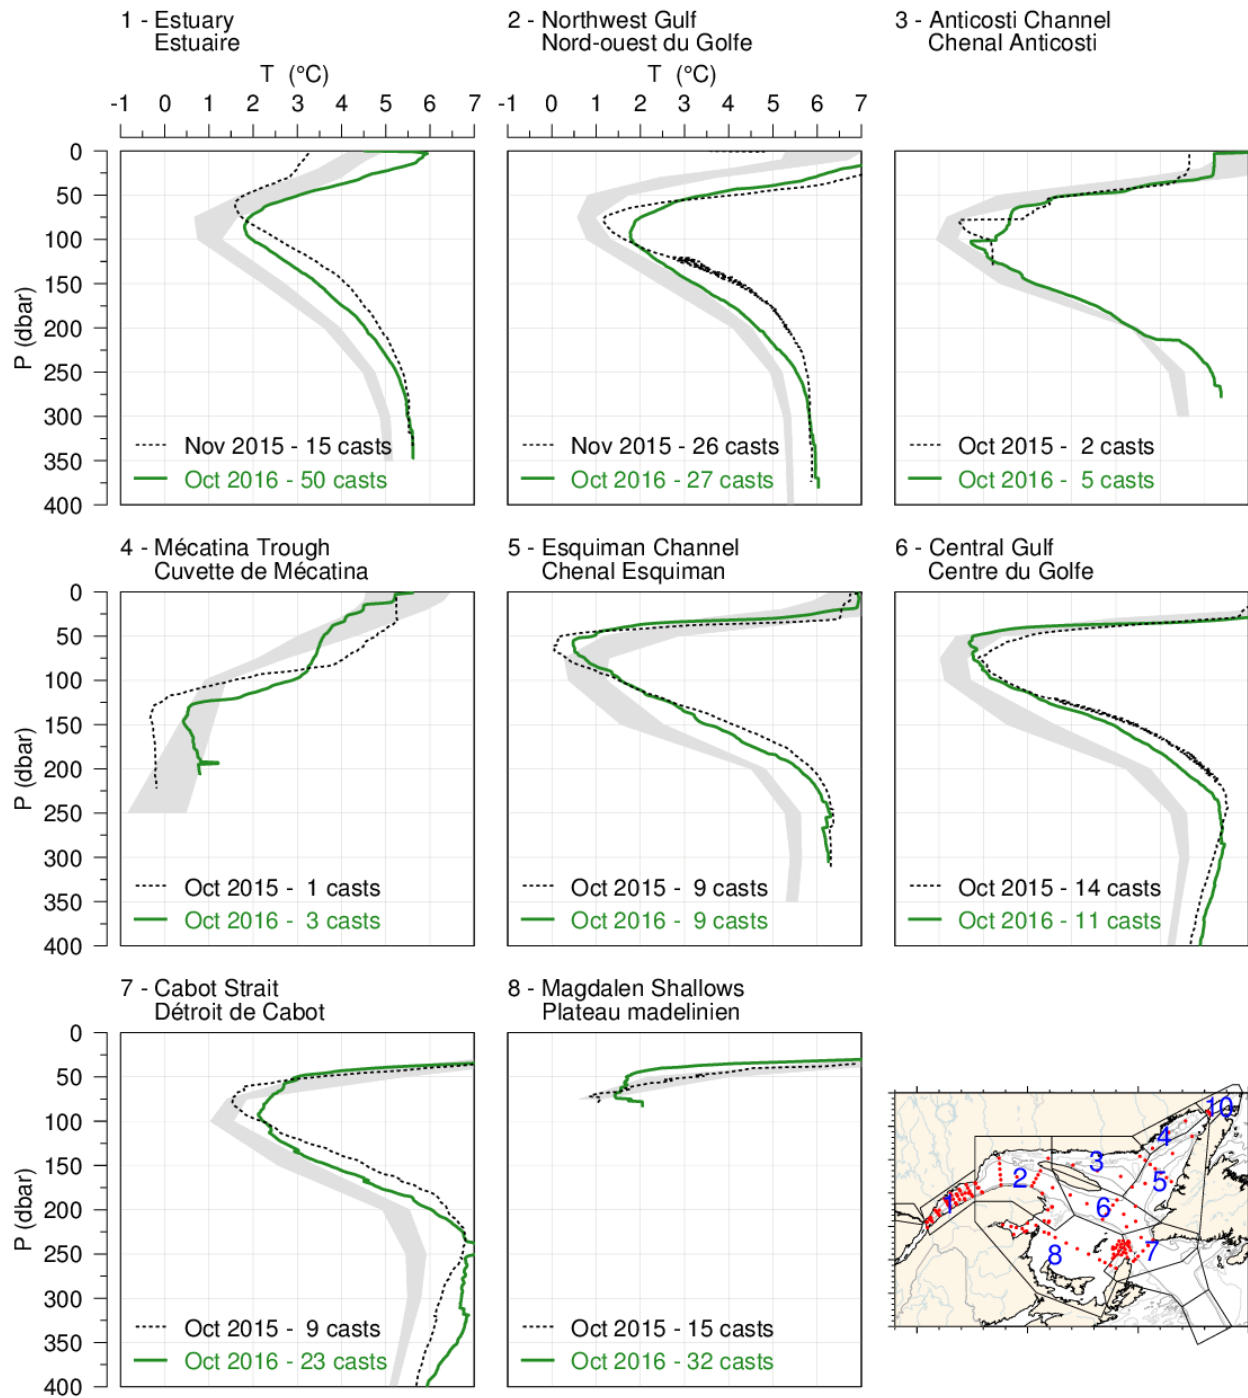 1 - Estuary
Estuaire
2 - Northwest Gulf
Nord-ouest du Golfe
3 - Anticosti Channel
Chenal Anticosti
T (°C)
T (°C)
-1 0 1 2 3 4 5 6
-1 0 1 2 3 4 5 6 7
0
50
100
150
200
250
300
350
400
P (dbar)
Nov 2015 - 15 casts
Oct 2016 - 50 casts
Nov 2015 - 26 casts
Oct 2016 - 27 casts
Oct 2015 - 2 casts
Oct 2016 - 5 casts
4 - Mécatina Trough
Cuvette de Mécatina
5 - Esquiman Channel
Chenal Esquiman
6 - Central Gulf
Centre du Golfe
0
50
100
150
200
250
300
350
400
P (dbar)
Oct 2015 - 1 casts
Oct 2016 - 3 casts
Oct 2015 - 9 casts
Oct 2016 - 9 casts
Oct 2015 - 14 casts
Oct 2016 - 11 casts
7 - Cabot Strait
Détroit de Cabot
8 - Magdalen Shallows
Plateau madelinien
0
50
100
150
200
250
300
350
400
P (dbar)
Oct 2015 - 9 casts
Oct 2016 - 23 casts
Oct 2015 - 15 casts
Oct 2016 - 32 casts
10
4
3
2
5
1
6
8
7